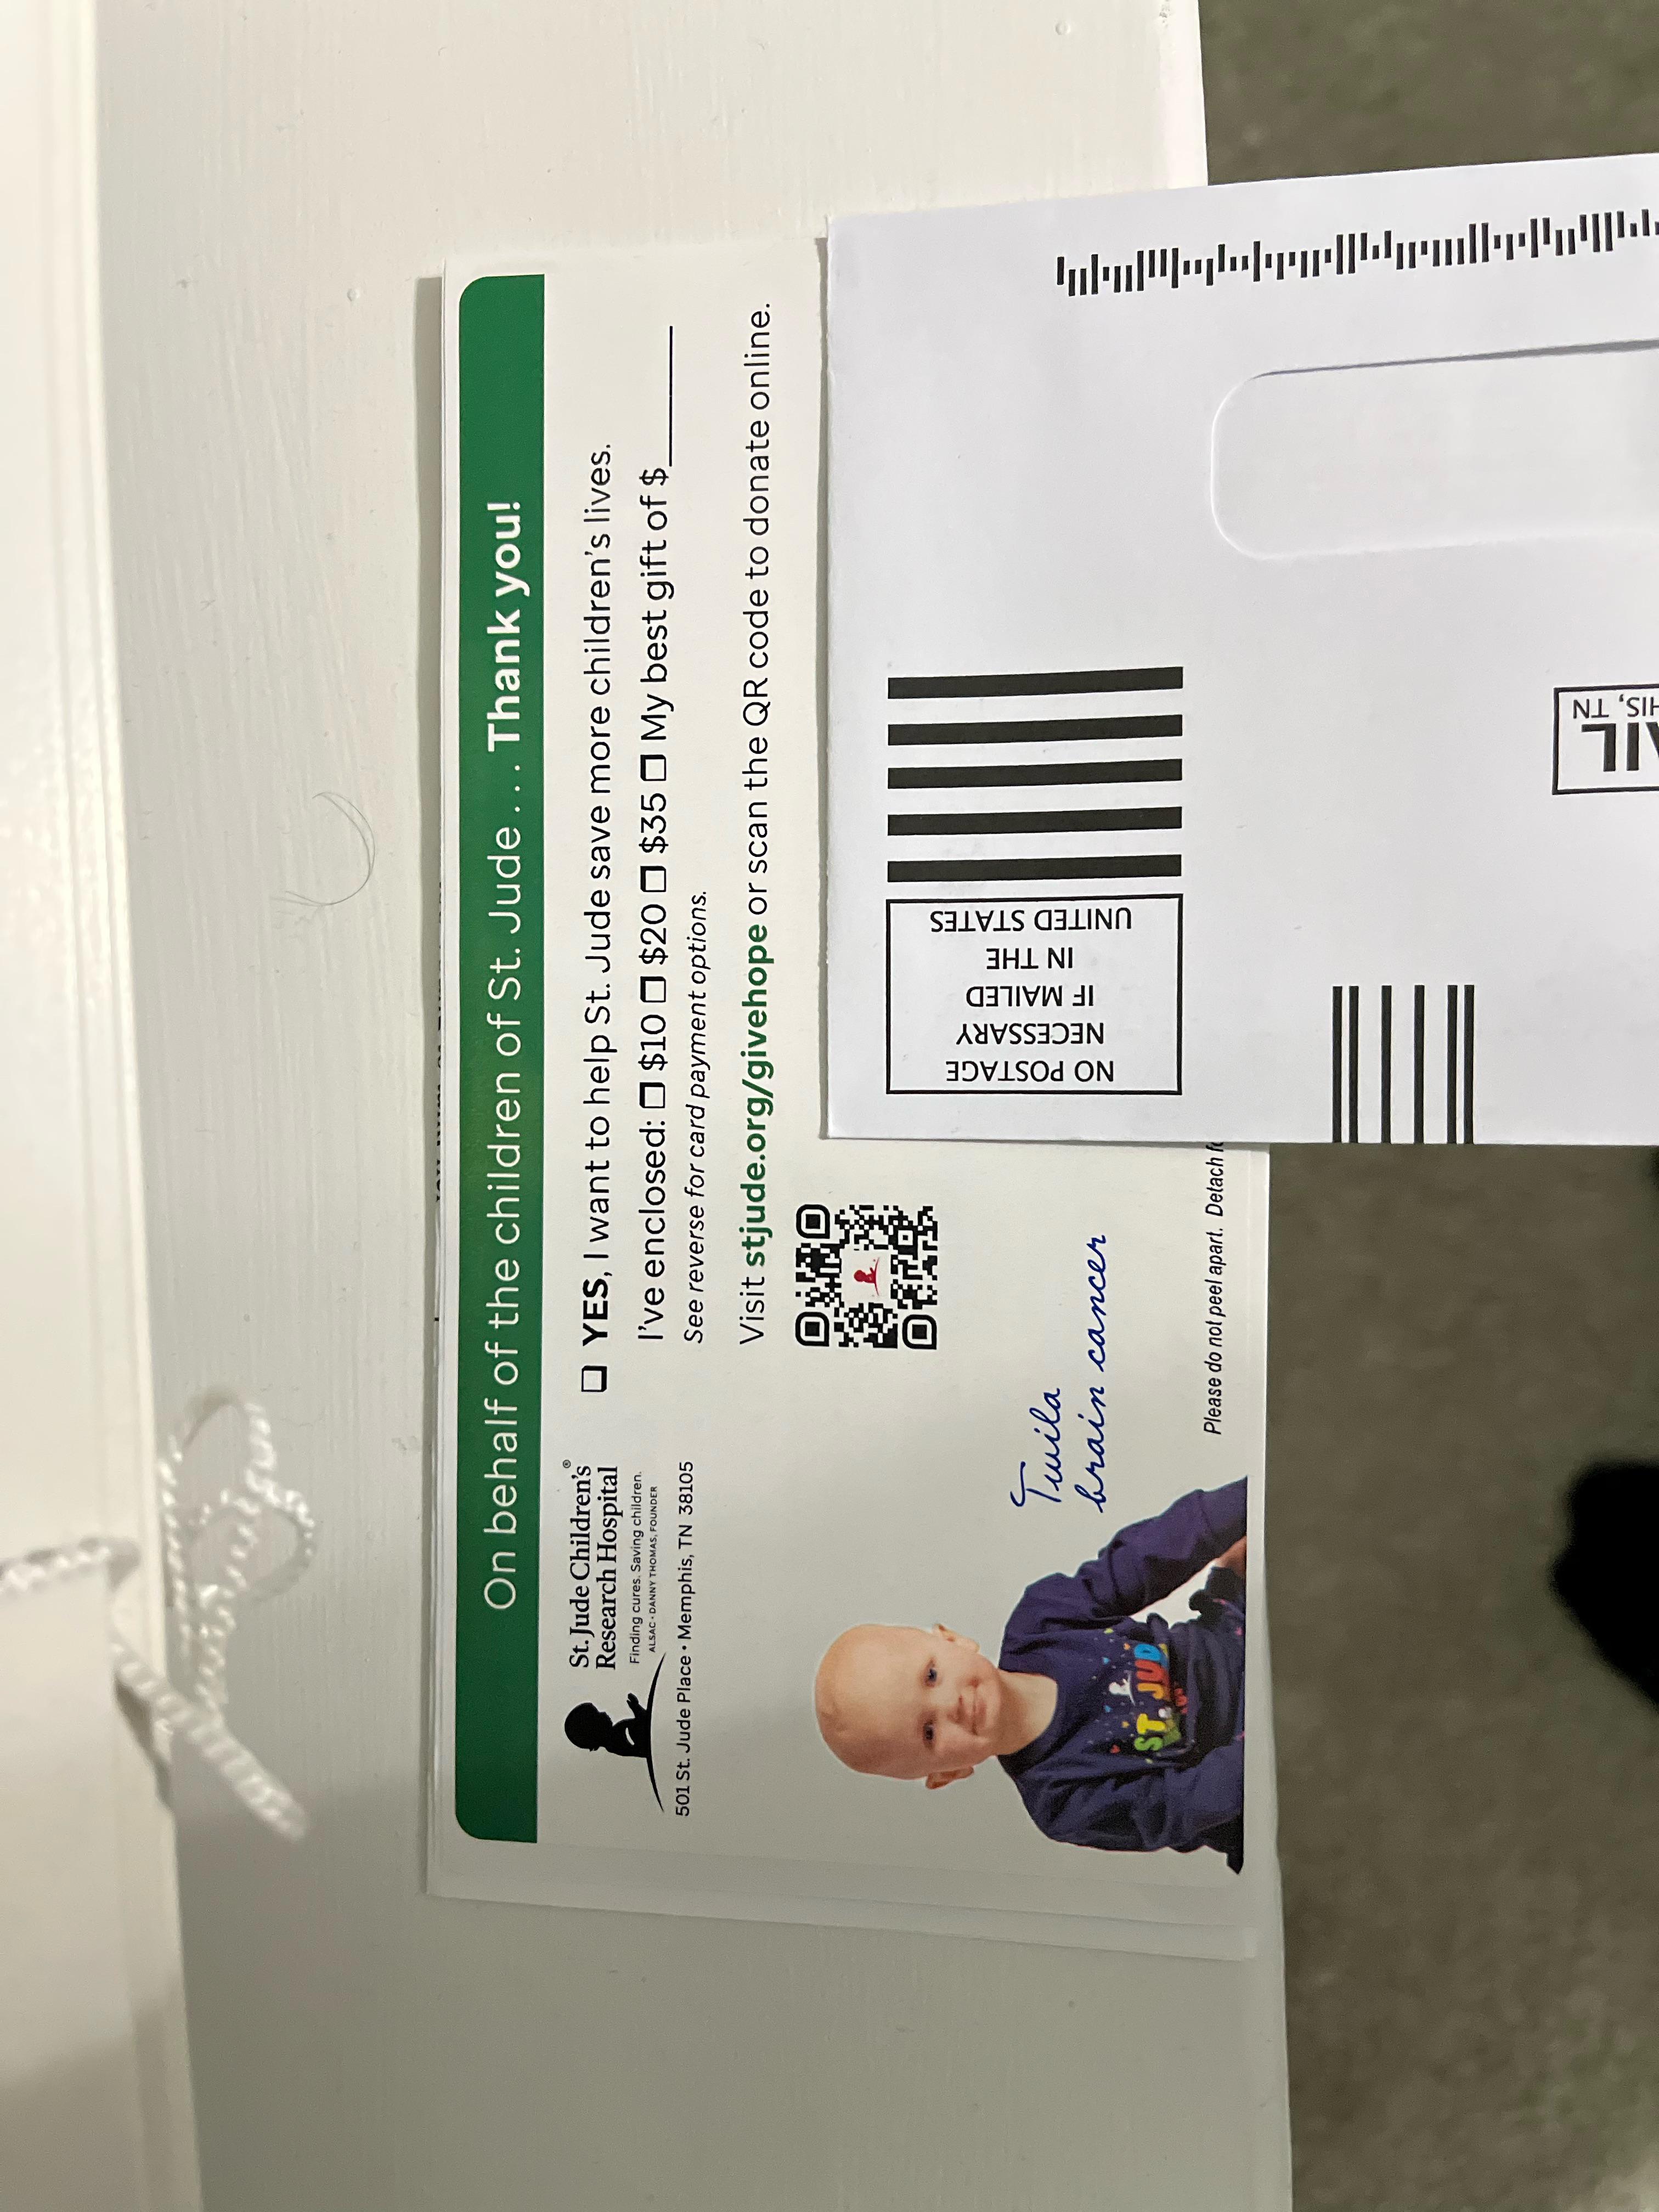 On behalf of the children of St. Jude... Thank you!
St. Jude Children's®
Research Hospital
Finding cures. Saving children.
ALSAC • DANNY THOMAS, FOUNDER
501 St. Jude Place • Memphis, TN 38105
☐ YES, I want to help St. Jude save more children's lives.
I've enclosed: ☐ $10 ☐ $20 ☐ $35 ☐ My best gift of $______
See reverse for card payment options.
Visit stjude.org/givehope or scan the QR code to donate online.
Twila
brain cancer
ST. JUD
Please do not peel apart. Detach
NO POSTAGE
NECESSARY
IF MAILED
IN THE
UNITED STATES
AIL
HIS, TN